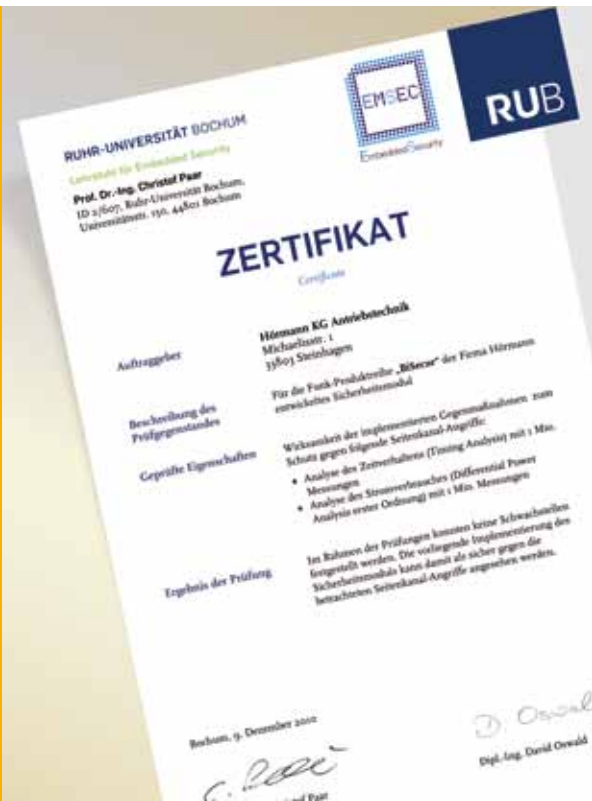 RUHR-UNIVERSITÄT BOCHUM
Lehrstuhl für Embedded Security
Prof. Dr.-Ing. Christof Paar
ID 2/607, Ruhr-Universität Bochum,
Universitätsstr. 150, 44801 Bochum
EMSEC
Embedded Security
RUB
ZERTIFIKAT
Certificate
Auftraggeber
Hörmann KG Antriebstechnik
Michaelisstr. 1
33803 Steinhagen
Beschreibung des
Prüfgegenstandes
Für die Funk-Produktreihe „BiSecur“ der Firma Hörmann
entwickeltes Sicherheitsmodul
Geprüfte Eigenschaften
Wirksamkeit der implementierten Gegenmaßnahmen zum
Schutz gegen folgende Seitenkanal-Angriffe:
• Analyse des Zeitverhaltens (Timing Analysis) mit 1 Mio.
Messungen
• Analyse des Stromverbrauches (Differential Power
Analysis erster Ordnung) mit 1 Mio. Messungen
Ergebnis der Prüfung
Im Rahmen der Prüfungen konnten keine Schwachstellen
festgestellt werden. Die vorliegende Implementierung des
Sicherheitsmoduls kann damit als sicher gegen die
betrachteten Seitenkanal-Angriffe angesehen werden.
Bochum, 9. Dezember 2010
C. Paar
D. Oswald
Dipl.-Ing. David Oswald
Paar